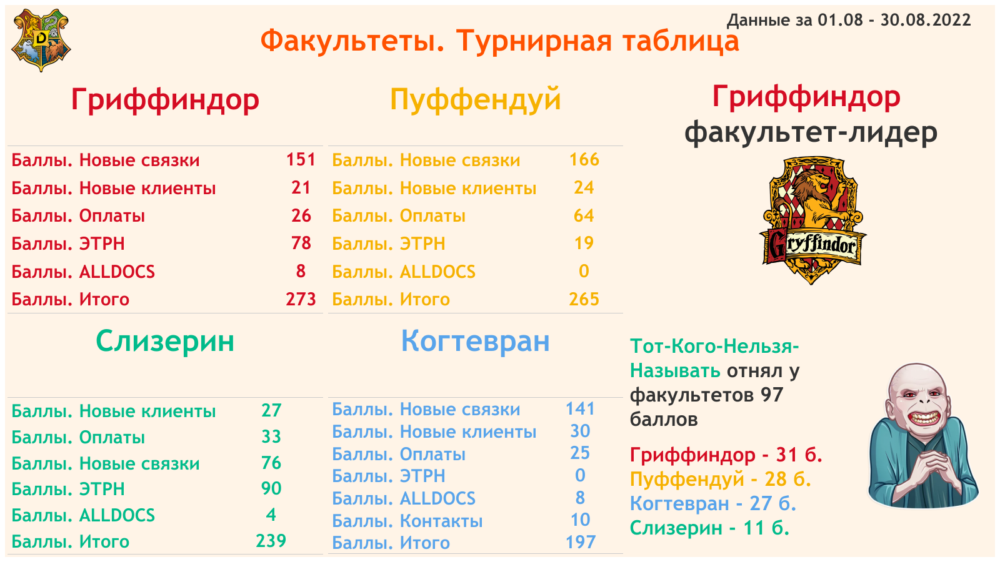 Данные за 01.08 - 30.08.2022
Факультеты. Турнирная таблица
D
Гриффиндор
Баллы. Новые связки 151
Баллы. Новые клиенты 21
Баллы. Оплаты 26
Баллы. ЭТРН 78
Баллы. ALLDOCS 8
Баллы. Итого 273
Пуффендуй
Баллы. Новые связки 166
Баллы. Новые клиенты 24
Баллы. Оплаты 64
Баллы. ЭТРН 19
Баллы. ALLDOCS 0
Баллы. Итого 265
Гриффиндор
факультет-лидер
Gryffindor
Слизерин
Баллы. Новые клиенты 27
Баллы. Оплаты 33
Баллы. Новые связки 76
Баллы. ЭТРН 90
Баллы. ALLDOCS 4
Баллы. Итого 239
Когтевран
Баллы. Новые связки 141
Баллы. Новые клиенты 30
Баллы. Оплаты 25
Баллы. ЭТРН 0
Баллы. ALLDOCS 8
Баллы. Контакты 10
Баллы. Итого 197
Тот-Кого-Нельзя-
Называть отнял у
факультетов 97
баллов
Гриффиндор - 31 б.
Пуффендуй - 28 б.
Когтевран - 27 б.
Слизерин - 11 б.